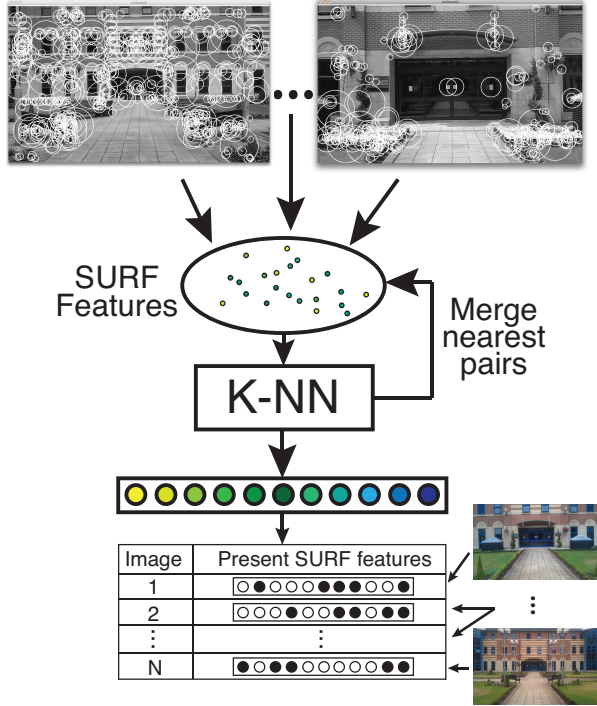 SURF
Features
Merge
nearest
pairs
K-NN
Image Present SURF features
1
2
N